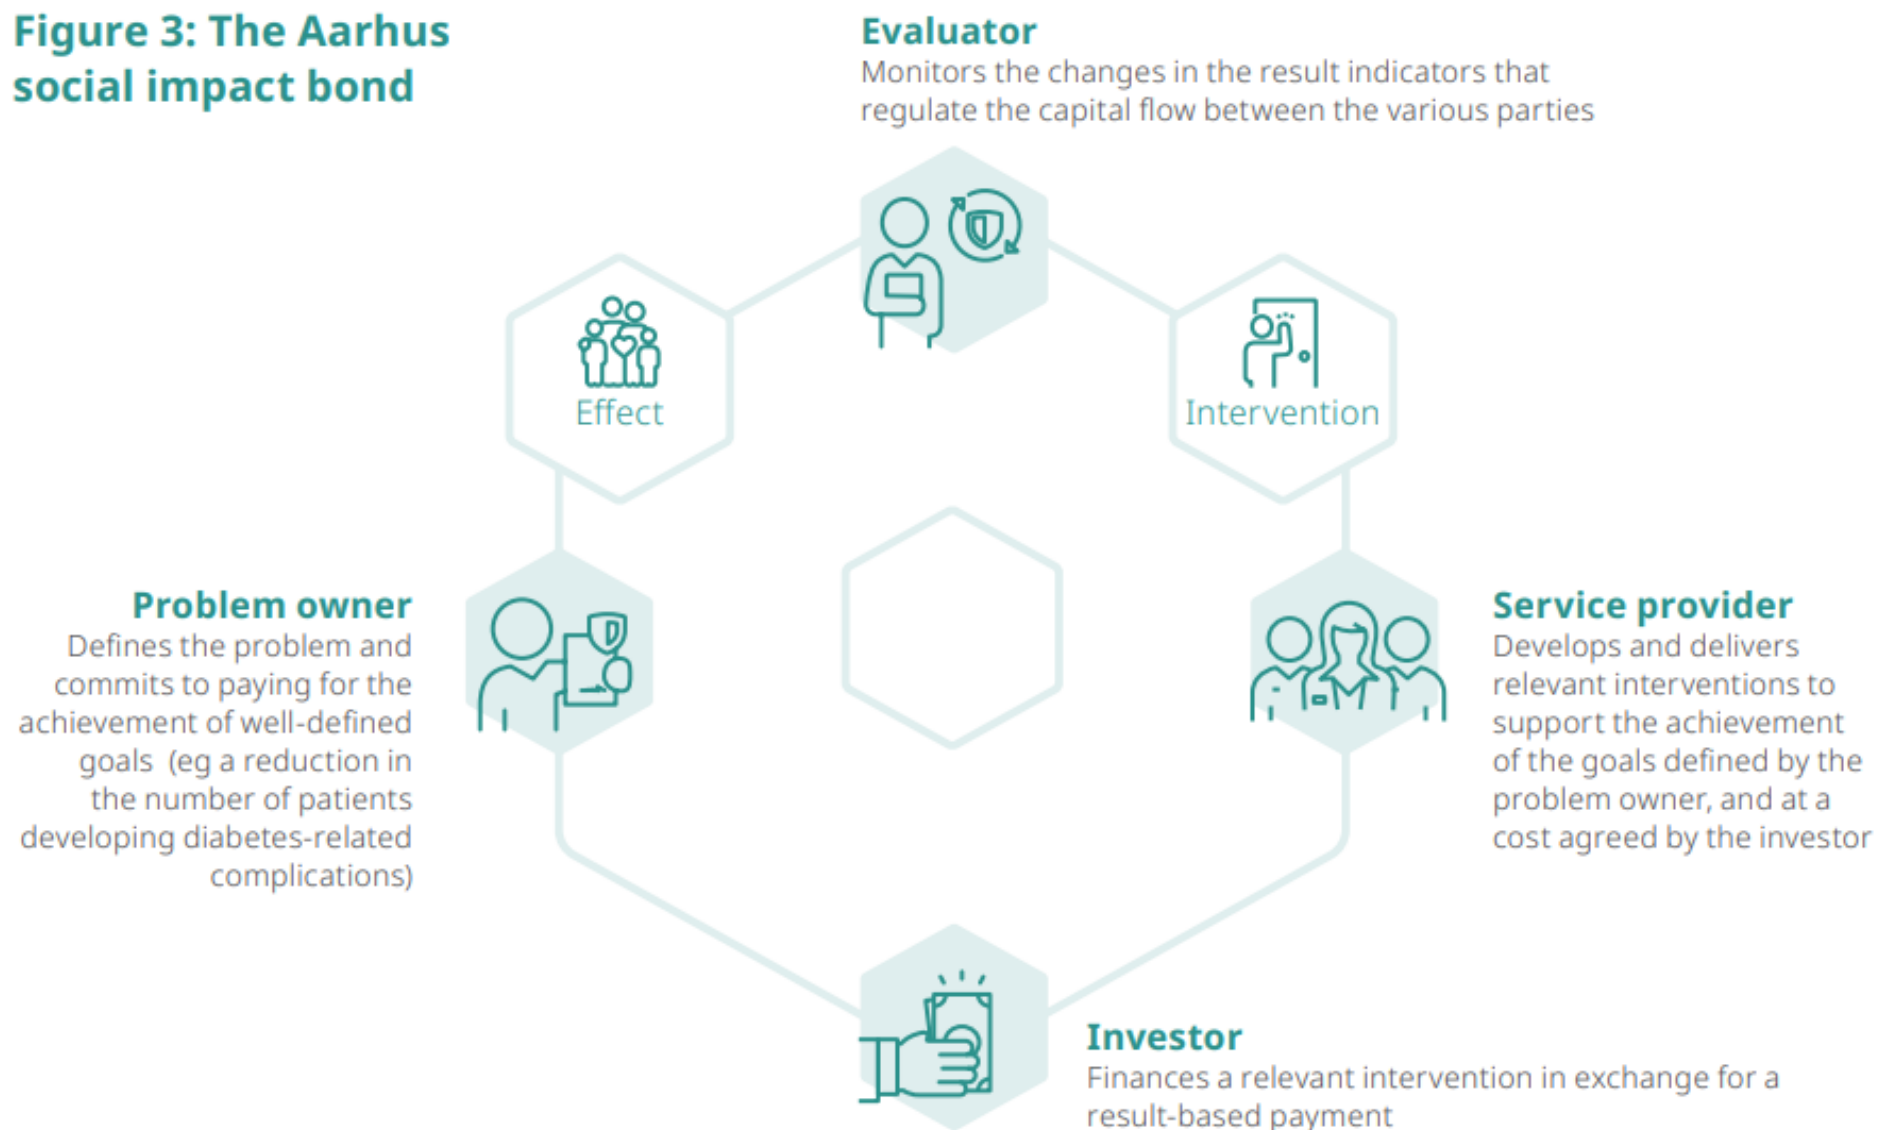 Figure 3: The Aarhus
social impact bond
Evaluator
Monitors the changes in the result indicators that
regulate the capital flow between the various parties
Effect
Intervention
Problem owner
Defines the problem and
commits to paying for the
achievement of well-defined
goals  (eg a reduction in
the number of patients
developing diabetes-related
complications)
Service provider
Develops and delivers
relevant interventions to
support the achievement
of the goals defined by the
problem owner, and at a
cost agreed by the investor
Investor
Finances a relevant intervention in exchange for a
result-based payment